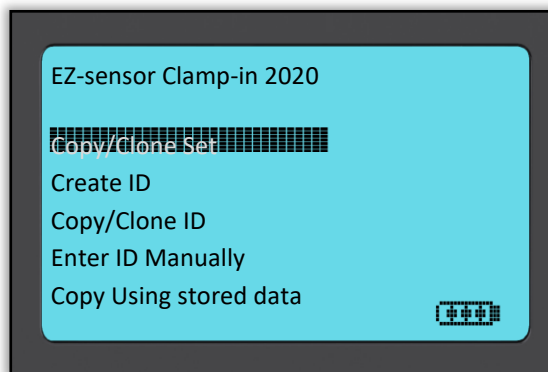 EZ-sensor Clamp-in 2020
Copy/Clone Set
Create ID
Copy/Clone ID
Enter ID Manually
Copy Using stored data